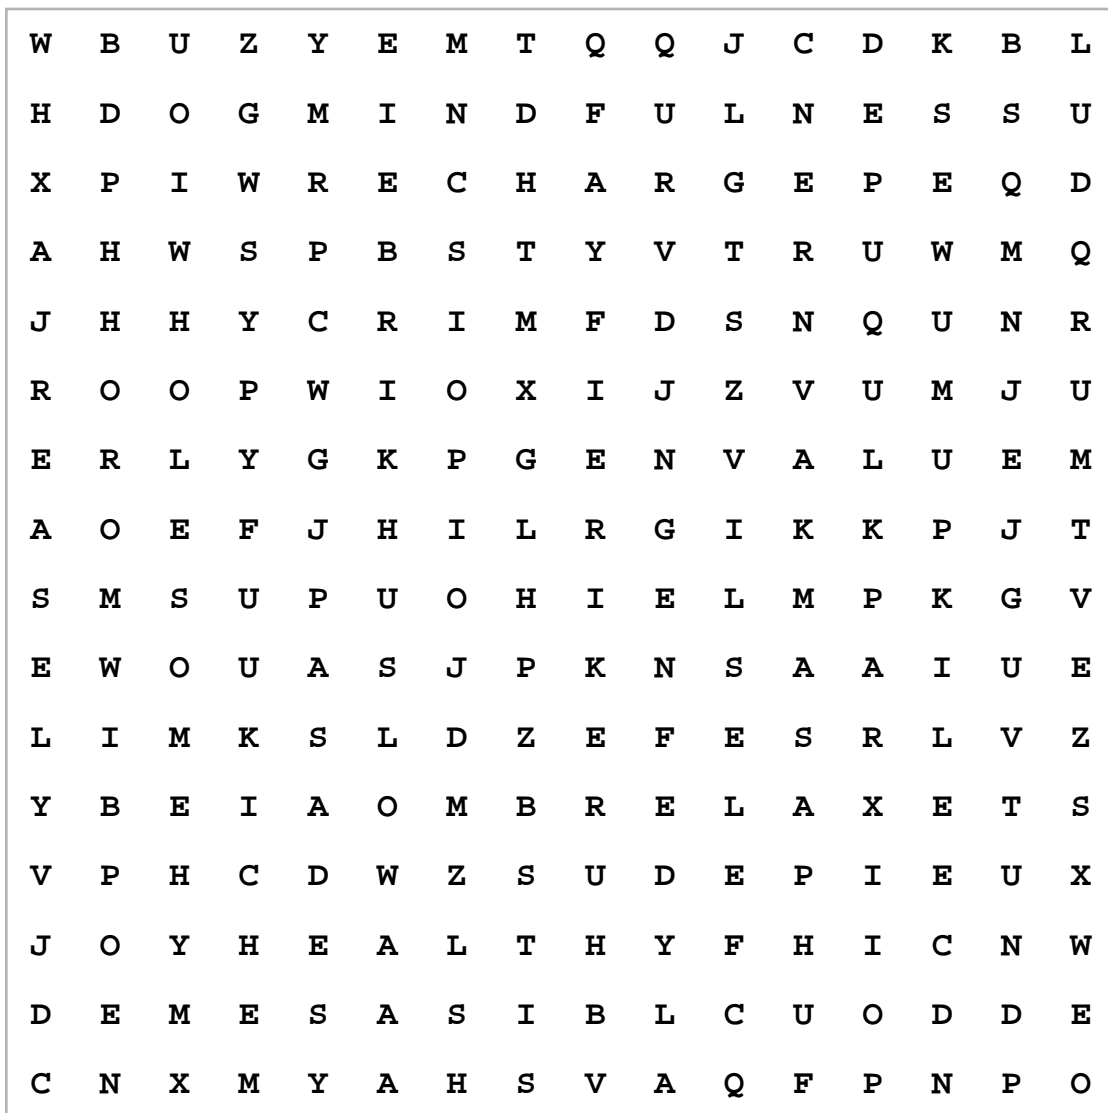 W B U Z Y E M T Q Q J C D K B L
H D O G M I N D F U L N E S S U
X P I W R E C H A R G E P E Q D
A H W S P B S T Y V T R U W M Q
J H H Y C R I M F D S N Q U N R
R O O P W I O X I J Z V U M J U
E R L Y G K P G E N V A L U E M
A O E F J H I L R G I K K P J T
S M S U P U O H I E L M P K G V
E W O U A S J P K N S A A I U E
L I M K S L D Z E F E S R L V Z
Y B E I A O M B R E L A X E T S
V P H C D W Z S U D E P I E U X
J O Y H E A L T H Y F H I C N W
D E M E S A S I B L C U O D D E
C N X M Y A H S V A Q F P N P O